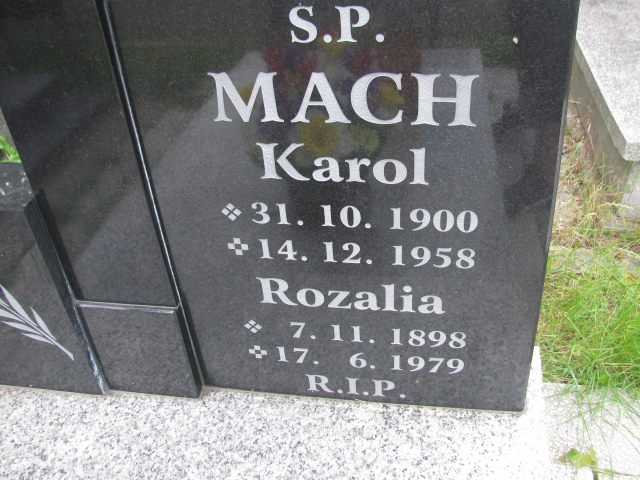 S.P.
MACH
Karol
31. 10. 1900
14. 12. 1958
Rozalia
7. 11. 1898
17. 6. 1979
R.I.P.